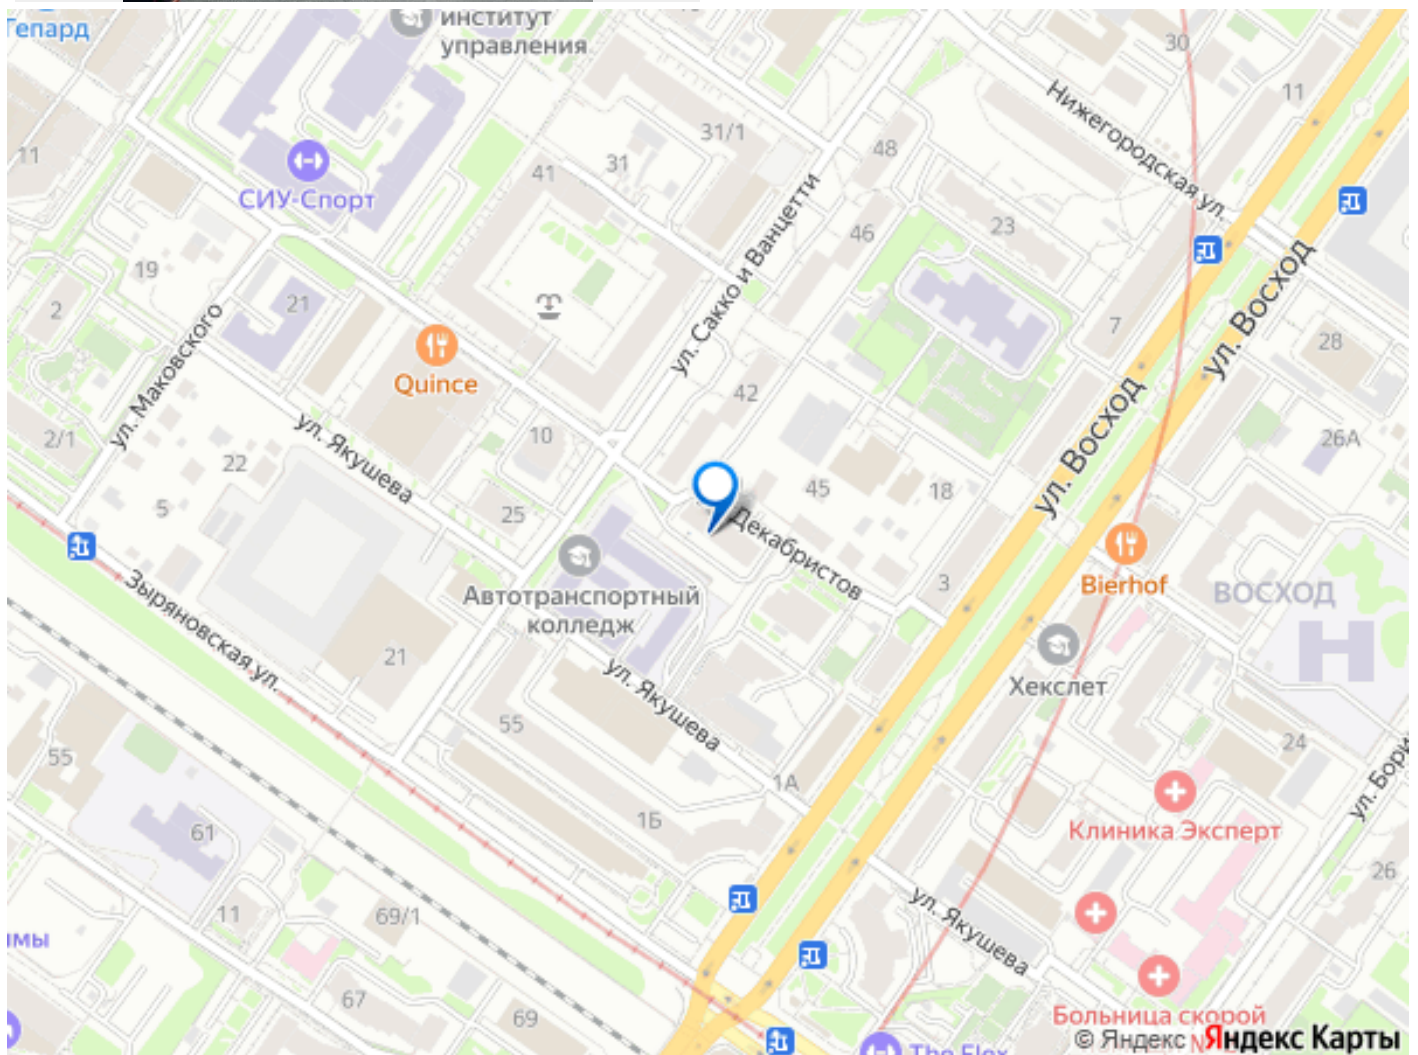 Гепард
институт
управления
30
11
Нижегородская ул.
31/1
48
31
41
11
СИУ-Спорт
ул. Сакко и Ванцетти
46
23
19
21
2
ул. Маковского
Quince
7
ул. Восход
28
ул. Восход
42
26А
2/1
ул. Якушева
10
22
5
25
45
18
ул. Декабристов
Автотранспортный
колледж
3
Bierhof
ВОСХОД
Зыряновская ул.
21
ул. Якушева
Хекслет
55
55
24
1А
1Б
61
Клиника Эксперт
26
11
69/1
ул. Якушева
67
69
Больница скорой
The Flex
© Яндекс Яндекс Карты